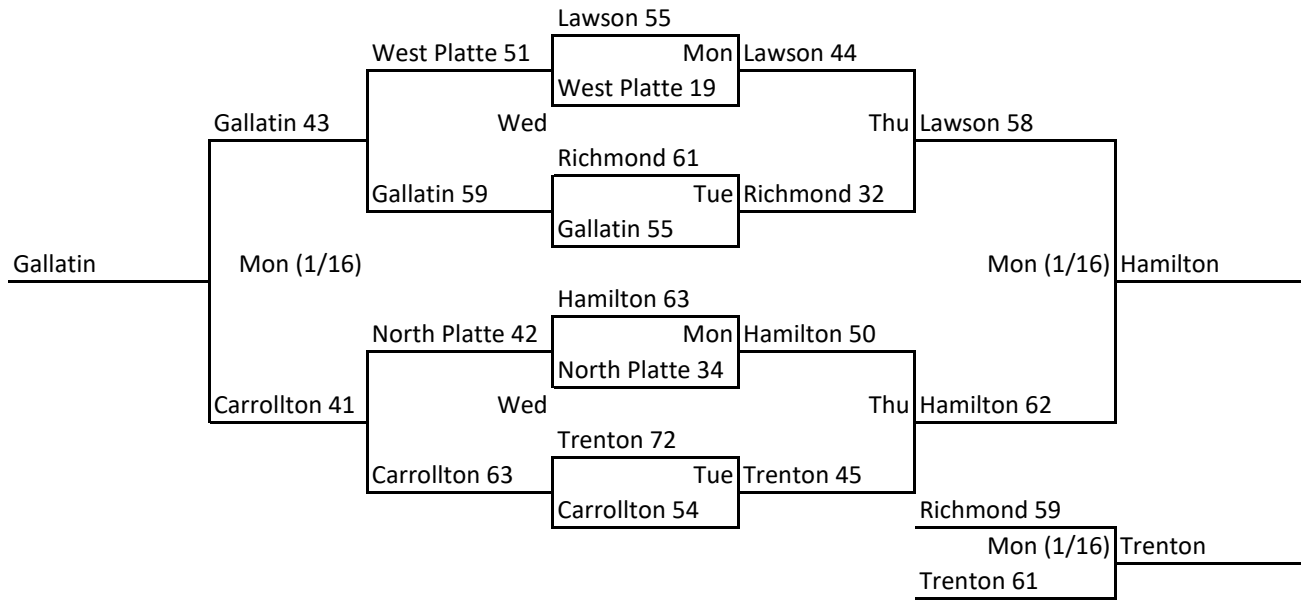 Lawson 55
West Platte 51
Mon
Lawson 44
West Platte 19
Gallatin 43
Wed
Thu
Lawson 58
Richmond 61
Gallatin 59
Tue
Richmond 32
Gallatin 55
Gallatin
Mon (1/16)
Mon (1/16)
Hamilton
Hamilton 63
North Platte 42
Mon
Hamilton 50
North Platte 34
Carrollton 41
Wed
Thu
Hamilton 62
Trenton 72
Carrollton 63
Tue
Trenton 45
Carrollton 54
Richmond 59
Mon (1/16)
Trenton
Trenton 61